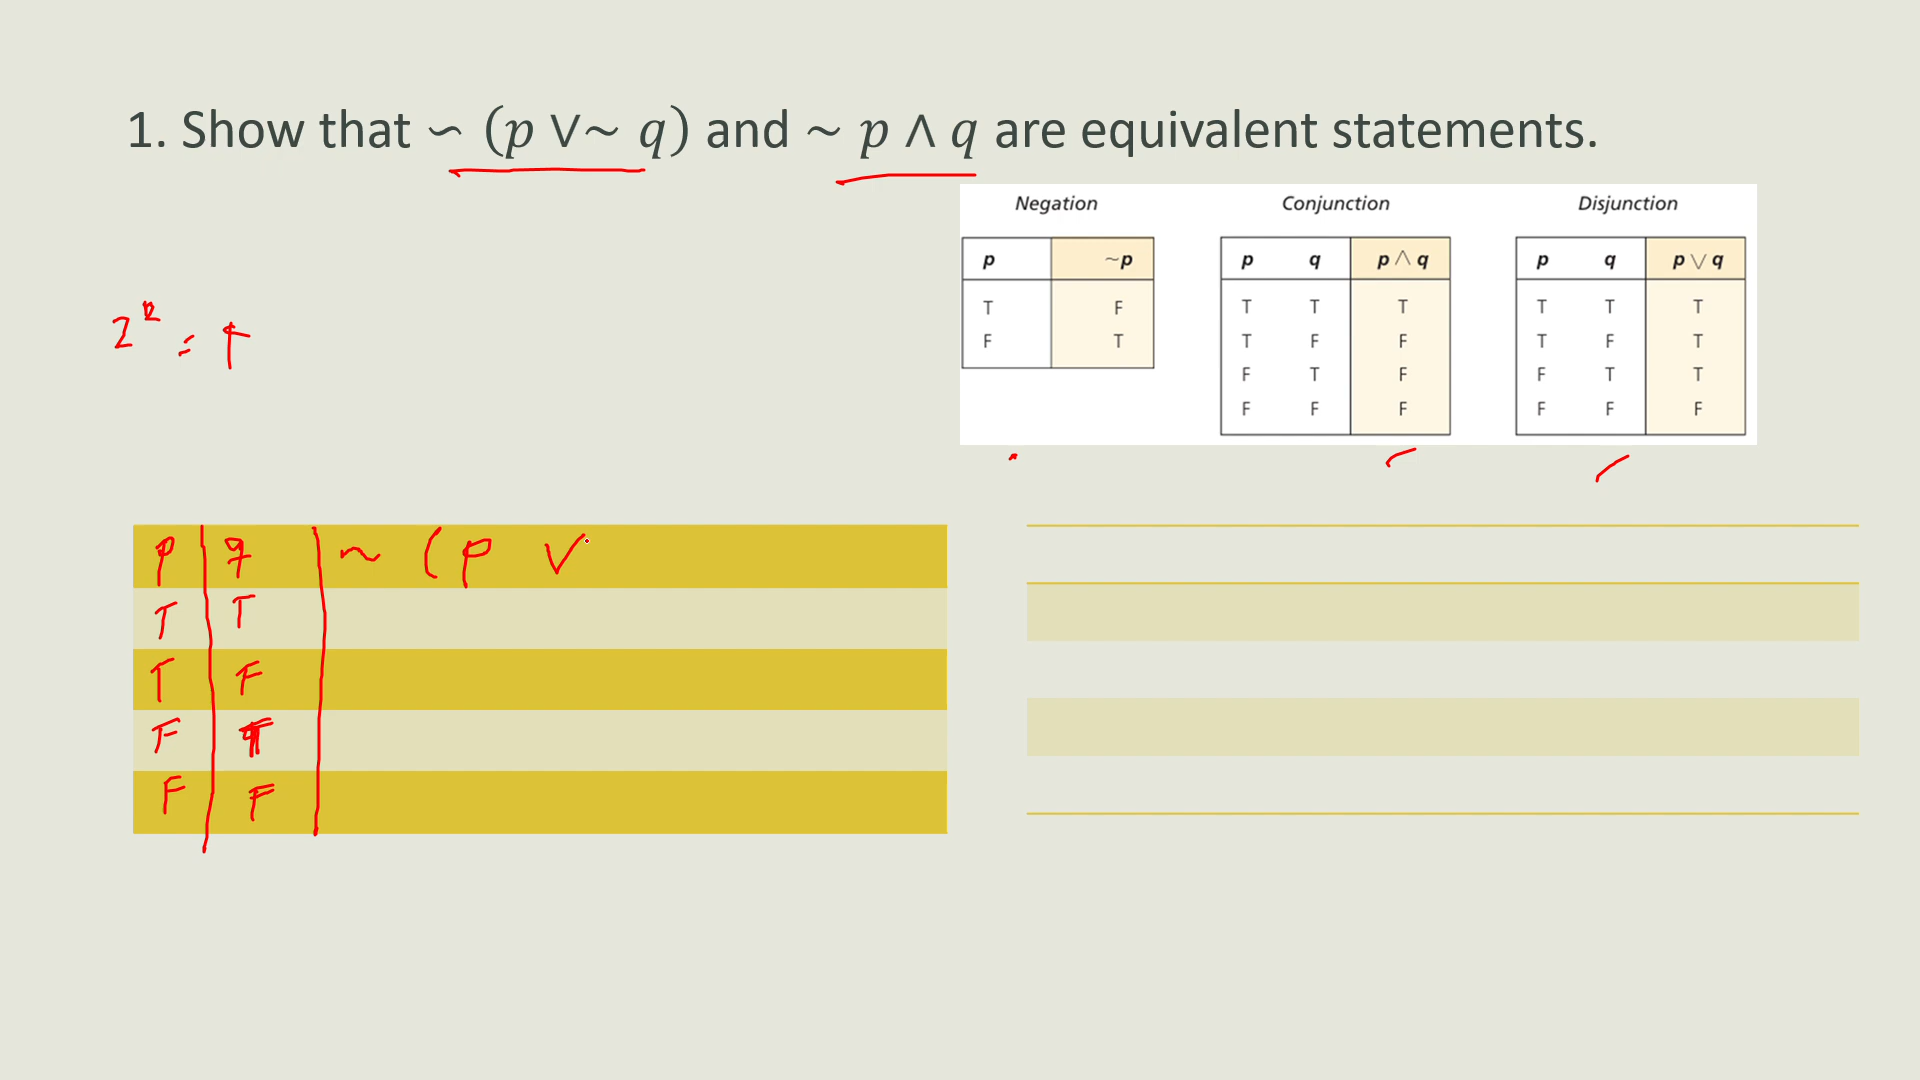 1. Show that ∼ (p ∨∼ q) and ∼ p ∧ q are equivalent statements.
Negation Conjunction Disjunction
p ~p p q p ∧ q p q p ∨ q
T F T T T T T T
F T T F F T F T
F T F F T T
F F F F F F
2² = 4
p q ~ (p ∨
T T
T F
F T
F F